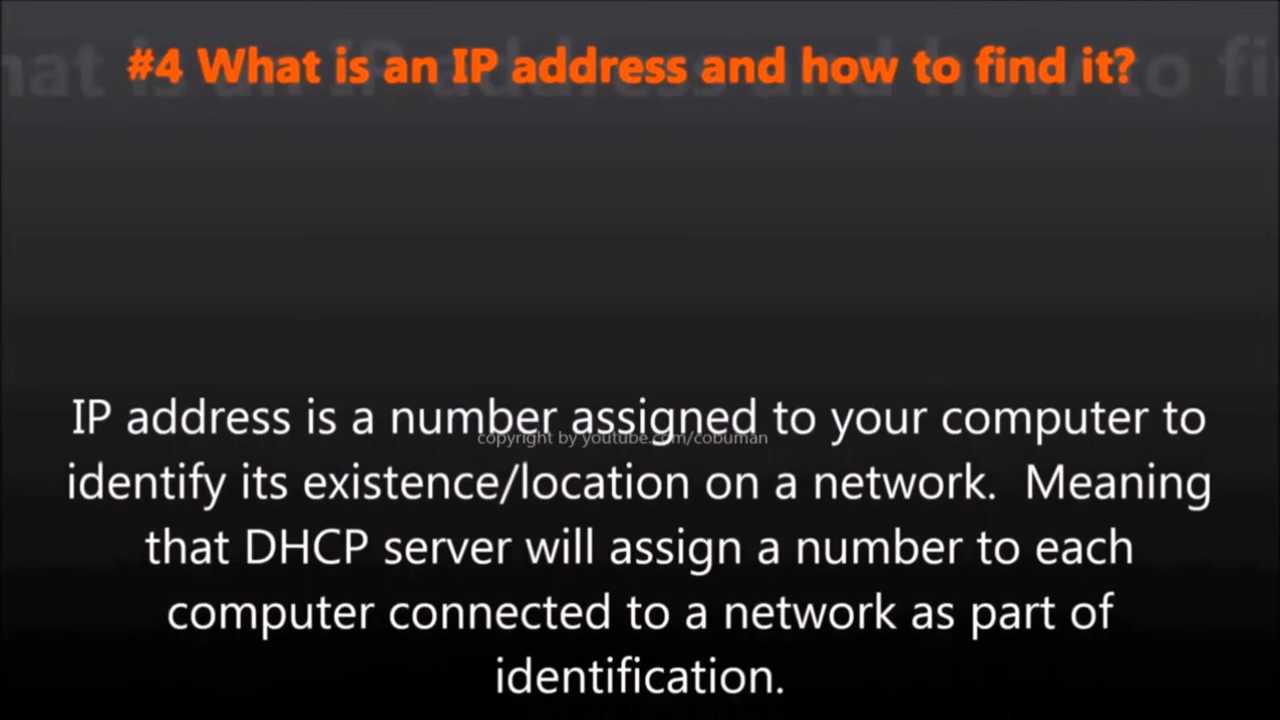 #4 What is an IP address and how to find it?
IP address is a number assigned to your computer to
copyright by youtube.com/cobuman
identify its existence/location on a network.  Meaning
that DHCP server will assign a number to each
computer connected to a network as part of
identification.